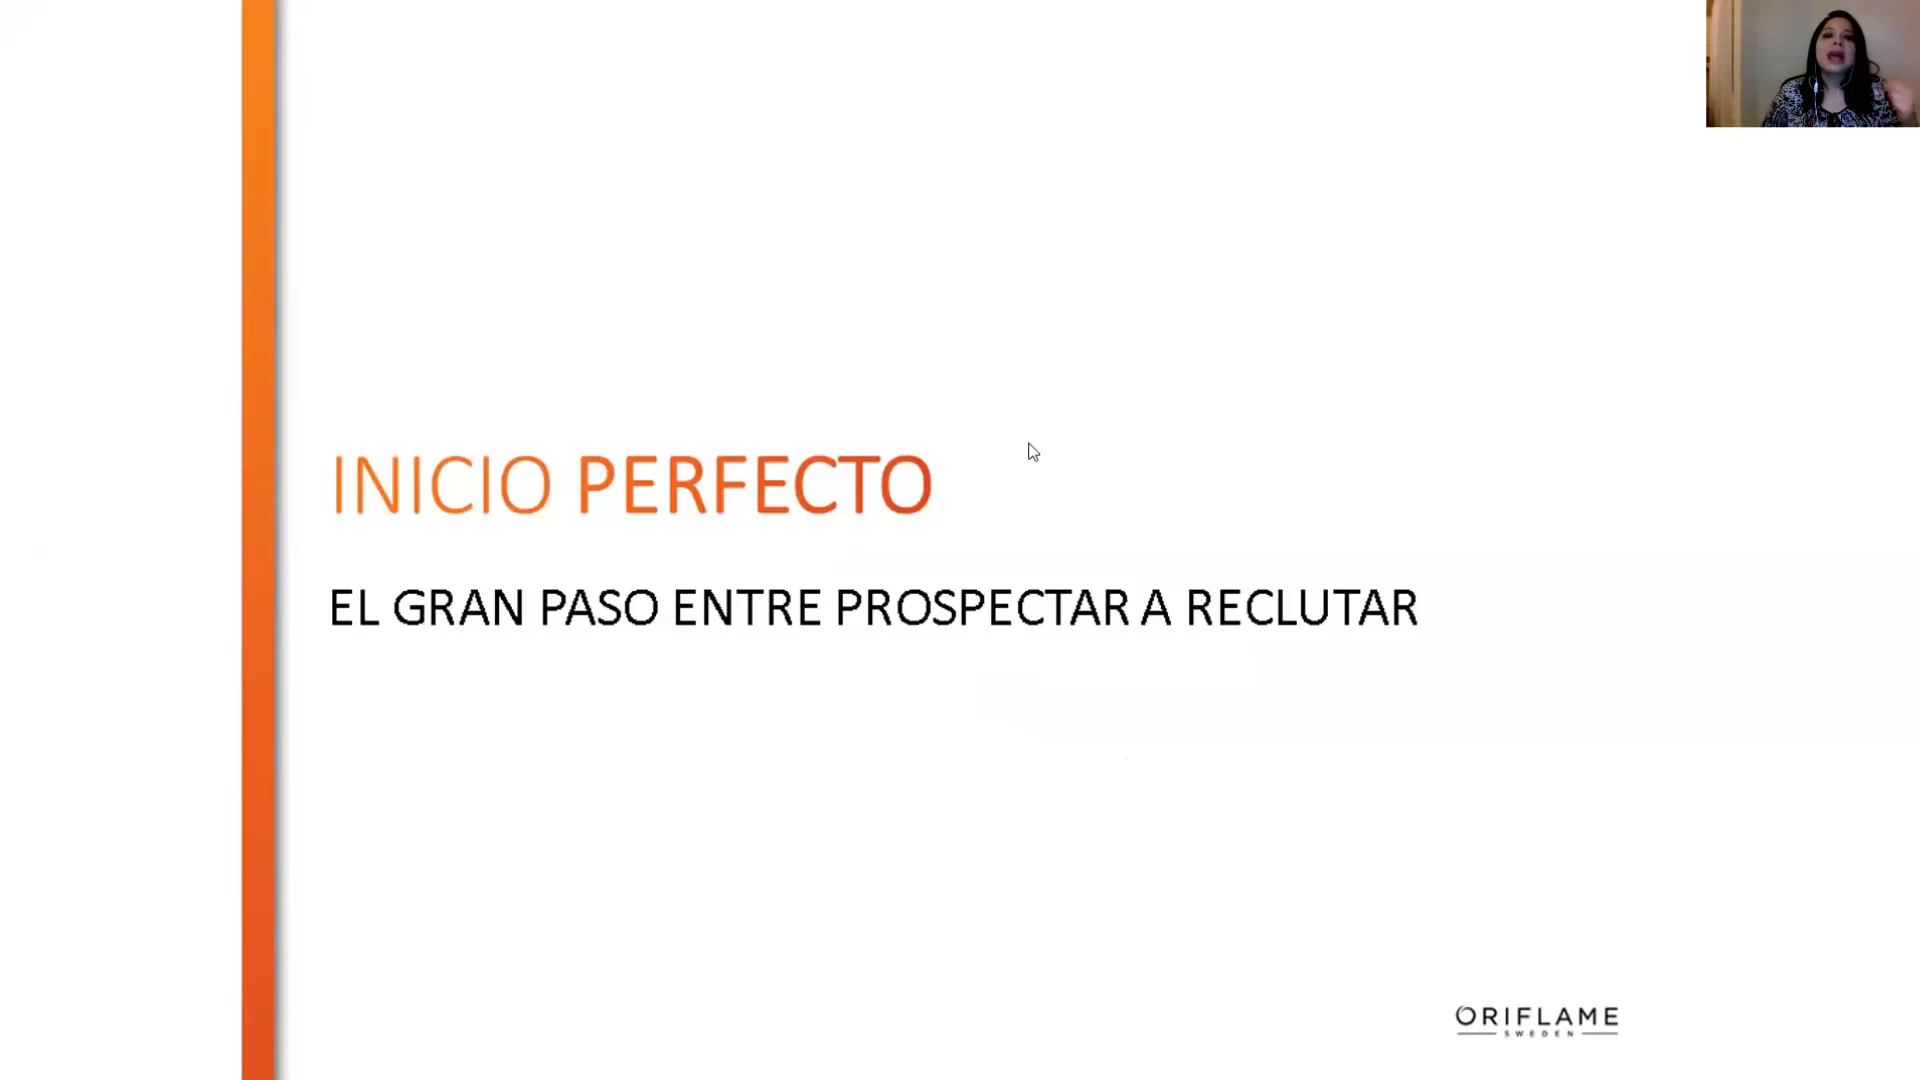 INICIO PERFECTO
EL GRAN PASO ENTRE PROSPECTAR A RECLUTAR
ORIFLAME
SWEDEN